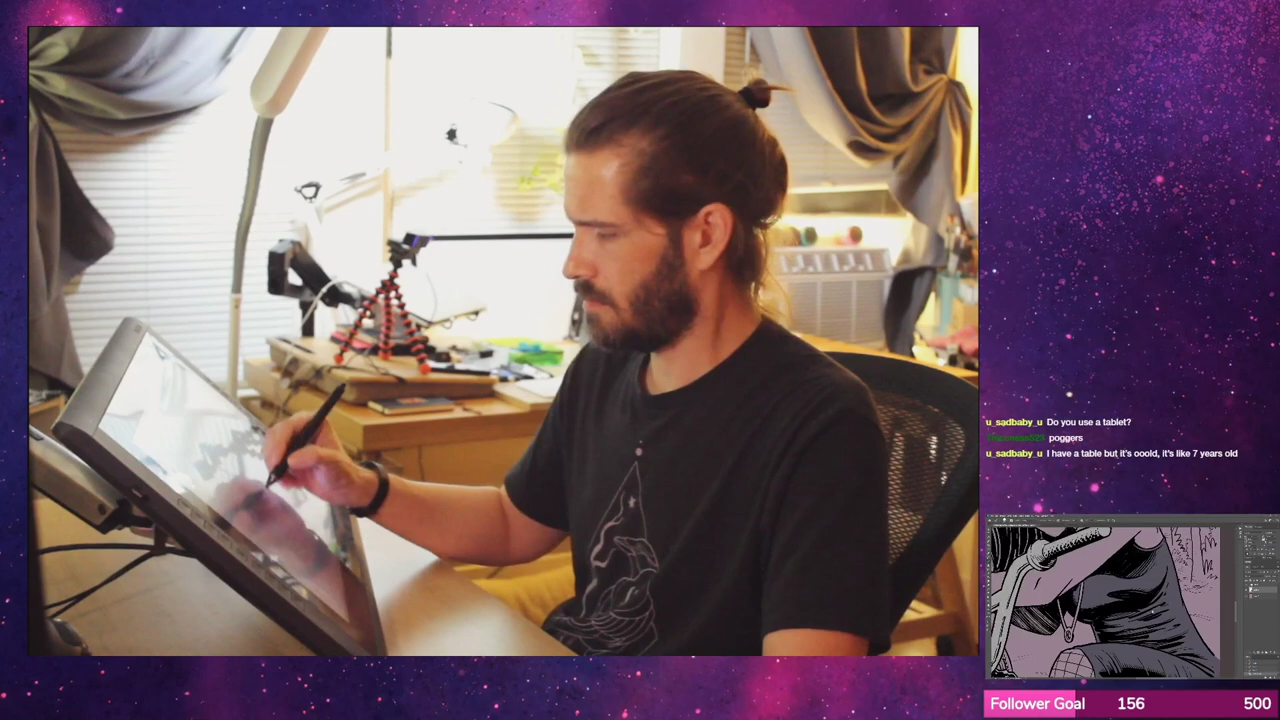 u_sadbaby_u Do you use a tablet?
poggers
u_sadbaby_u I have a table but it's ooold, it's like 7 years old
Follower Goal 156 500